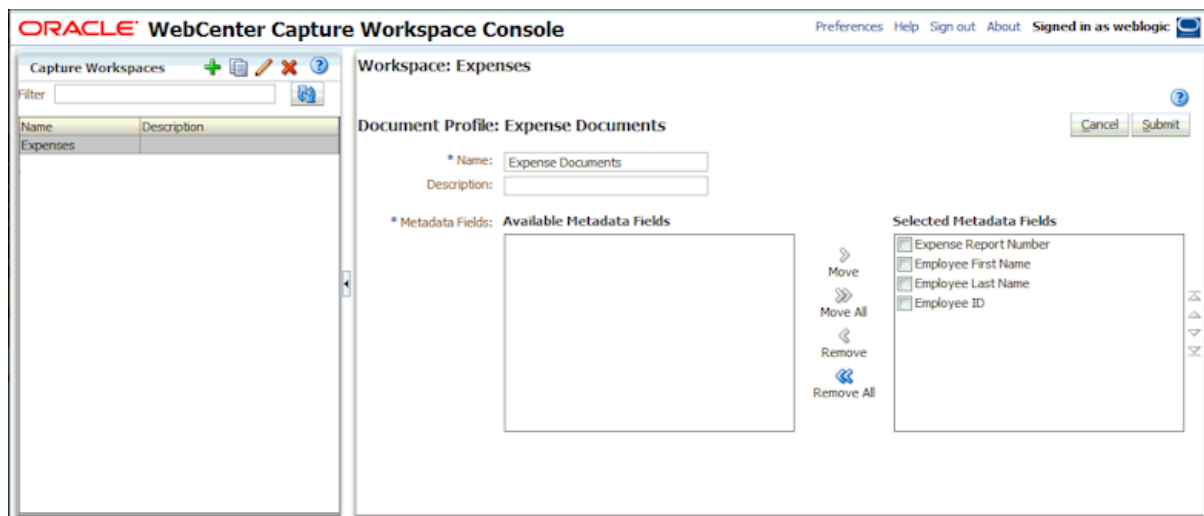 ORACLE WebCenter Capture Workspace Console
Preferences Help Sign out About Signed in as weblogic
Capture Workspaces
Filter
Name Description
Expenses
Workspace: Expenses
Document Profile: Expense Documents
Cancel Submit
* Name: Expense Documents
Description:
* Metadata Fields: Available Metadata Fields
Selected Metadata Fields
Move
Move All
Remove
Remove All
Expense Report Number
Employee First Name
Employee Last Name
Employee ID